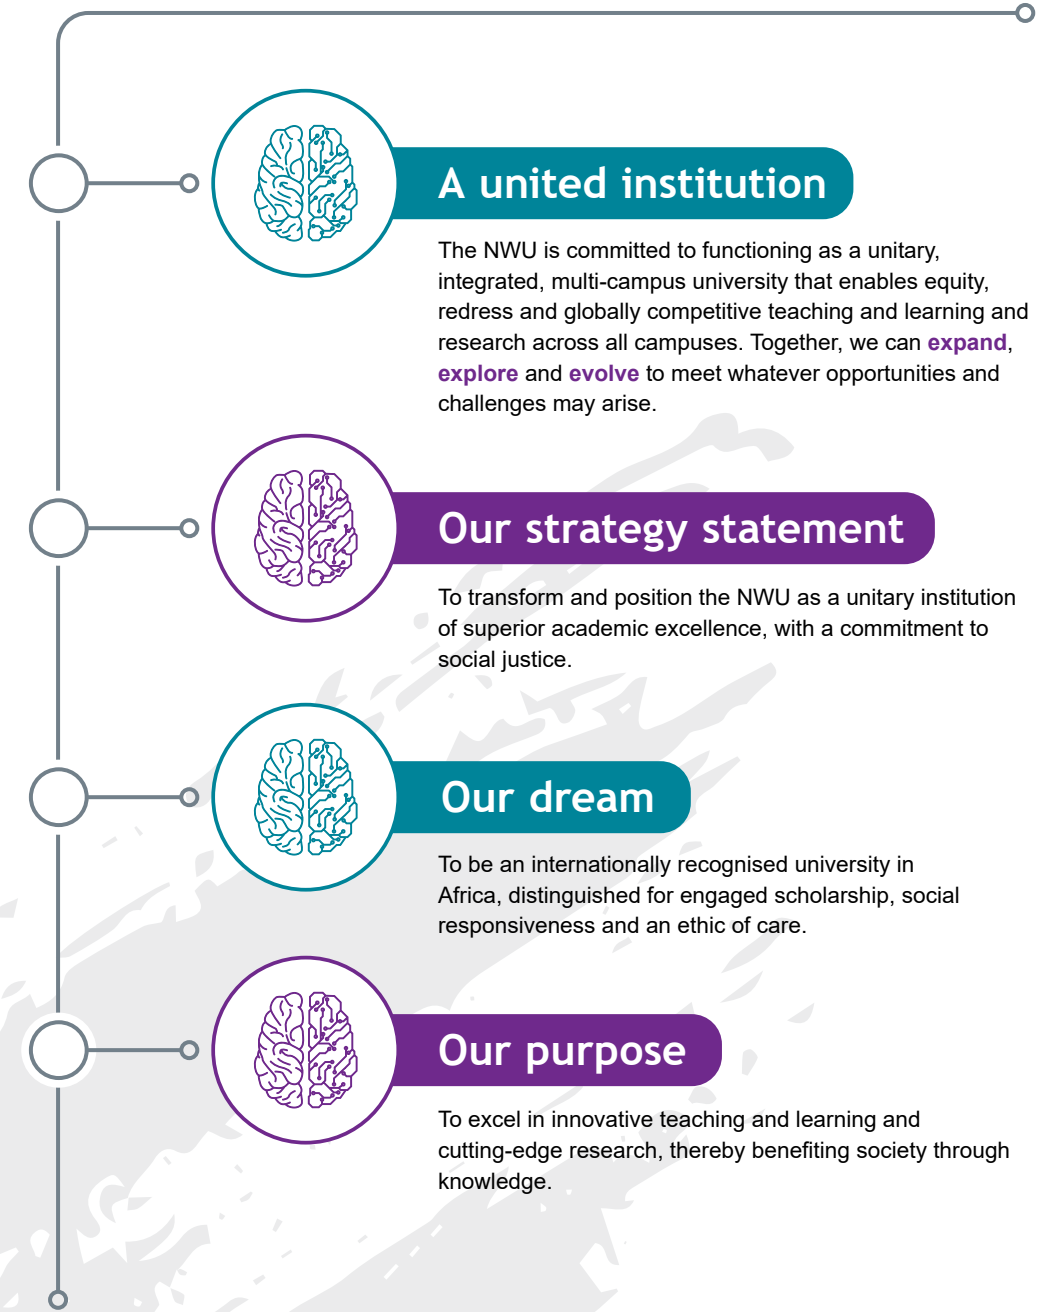 A united institution
The NWU is committed to functioning as a unitary,
integrated, multi-campus university that enables equity,
redress and globally competitive teaching and learning and
research across all campuses. Together, we can expand,
explore and evolve to meet whatever opportunities and
challenges may arise.
Our strategy statement
To transform and position the NWU as a unitary institution
of superior academic excellence, with a commitment to
social justice.
Our dream
To be an internationally recognised university in
Africa, distinguished for engaged scholarship, social
responsiveness and an ethic of care.
Our purpose
To excel in innovative teaching and learning and
cutting-edge research, thereby benefiting society through
knowledge.